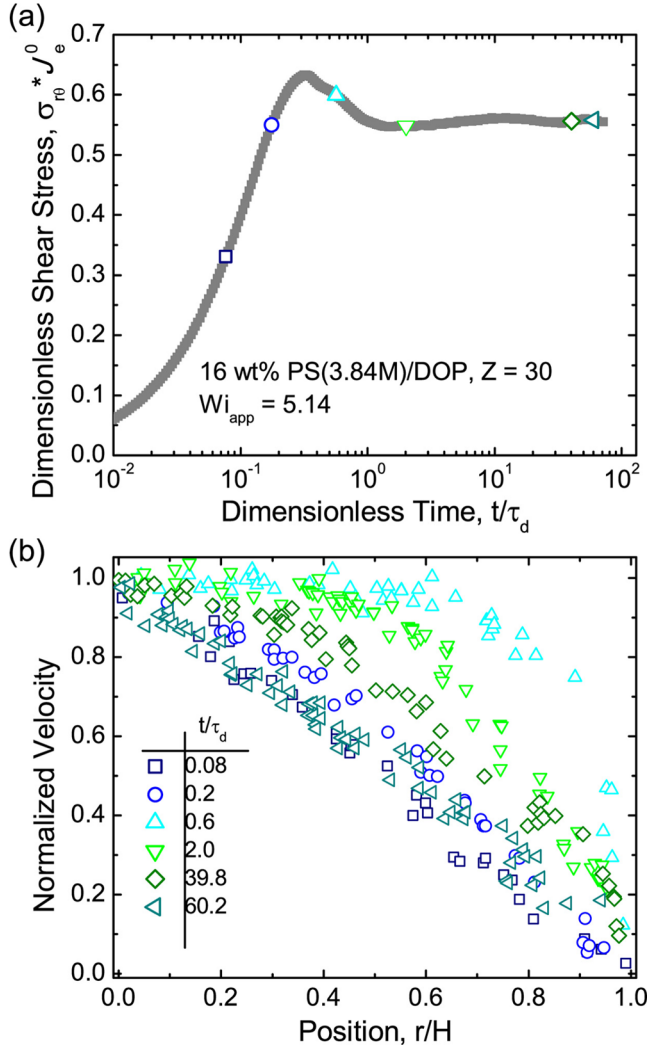 (a)
0.7
0.6
0.5
0.4
0.3
0.2
0.1
0.0
Dimensionless Shear Stress, σrθ* Je0
16 wt% PS(3.84M)/DOP, Z = 30
Wiapp = 5.14
10-2 10-1 100 101 102
Dimensionless Time, t/τd
(b)
1.0
0.8
0.6
0.4
0.2
0.0
Normalized Velocity
t/τd
0.08
0.2
0.6
2.0
39.8
60.2
0.0 0.2 0.4 0.6 0.8 1.0
Position, r/H